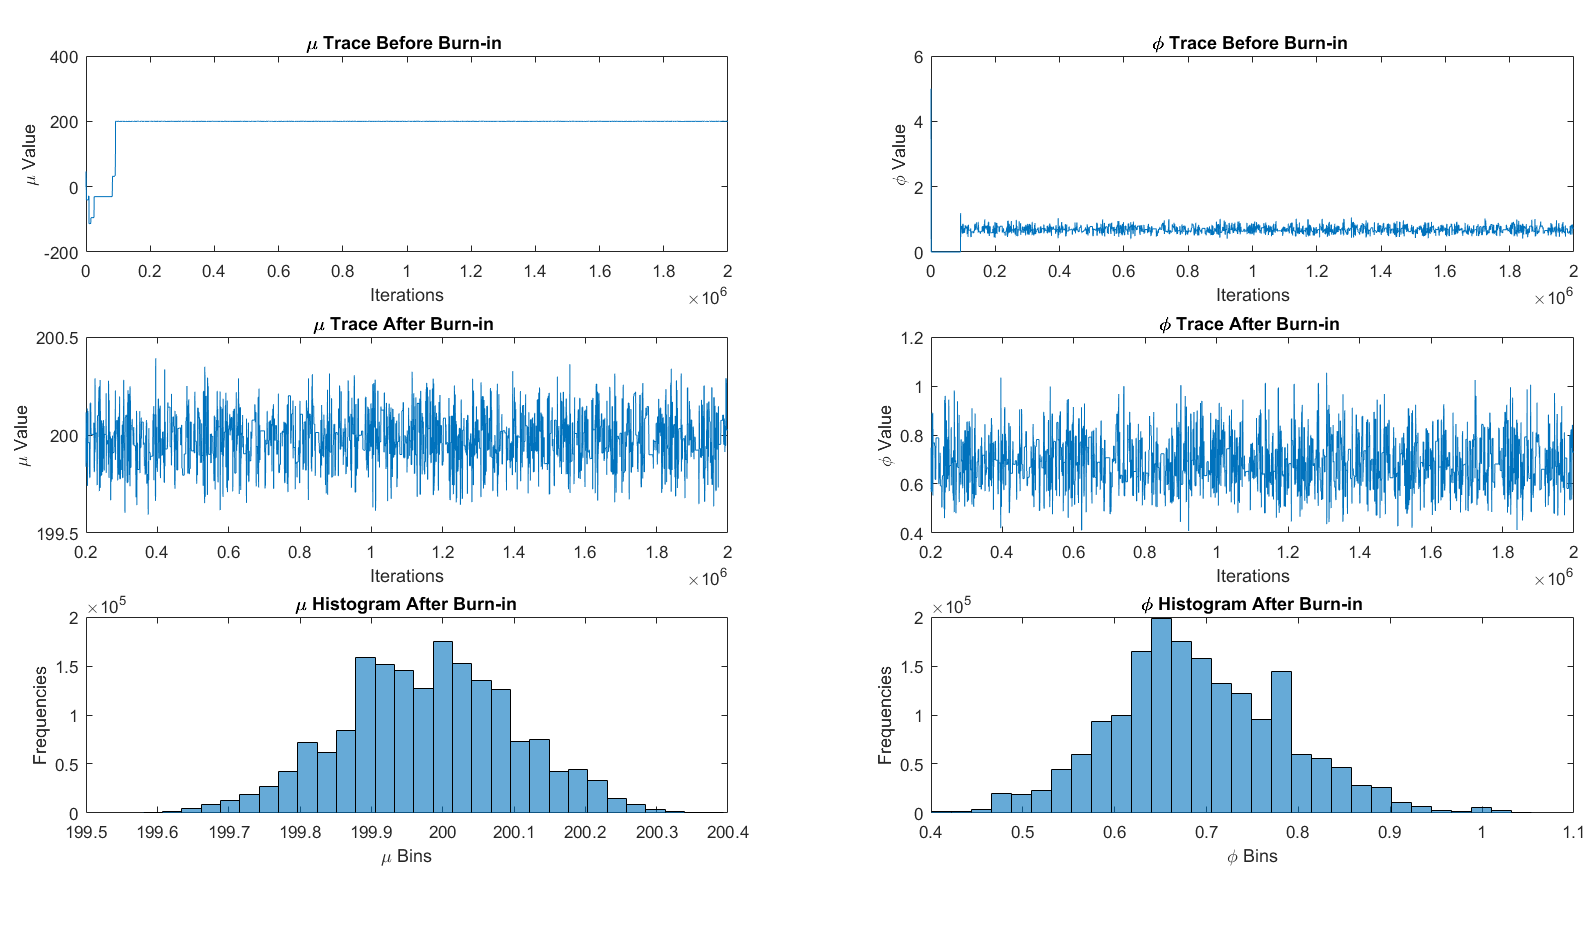 μ Trace Before Burn-in
400
200
0
-200
μ Value
0 0.2 0.4 0.6 0.8 1 1.2 1.4 1.6 1.8 2
Iterations
×10^6
ϕ Trace Before Burn-in
6
4
2
0
ϕ Value
0 0.2 0.4 0.6 0.8 1 1.2 1.4 1.6 1.8 2
Iterations
×10^6
μ Trace After Burn-in
200.5
200
199.5
μ Value
0.2 0.4 0.6 0.8 1 1.2 1.4 1.6 1.8 2
Iterations
×10^6
ϕ Trace After Burn-in
1.2
1
0.8
0.6
0.4
ϕ Value
0.2 0.4 0.6 0.8 1 1.2 1.4 1.6 1.8 2
Iterations
×10^6
μ Histogram After Burn-in
×10^5
2
1.5
1
0.5
0
Frequencies
199.5 199.6 199.7 199.8 199.9 200 200.1 200.2 200.3 200.4
μ Bins
ϕ Histogram After Burn-in
×10^5
2
1.5
1
0.5
0
Frequencies
0.4 0.5 0.6 0.7 0.8 0.9 1 1.1
ϕ Bins